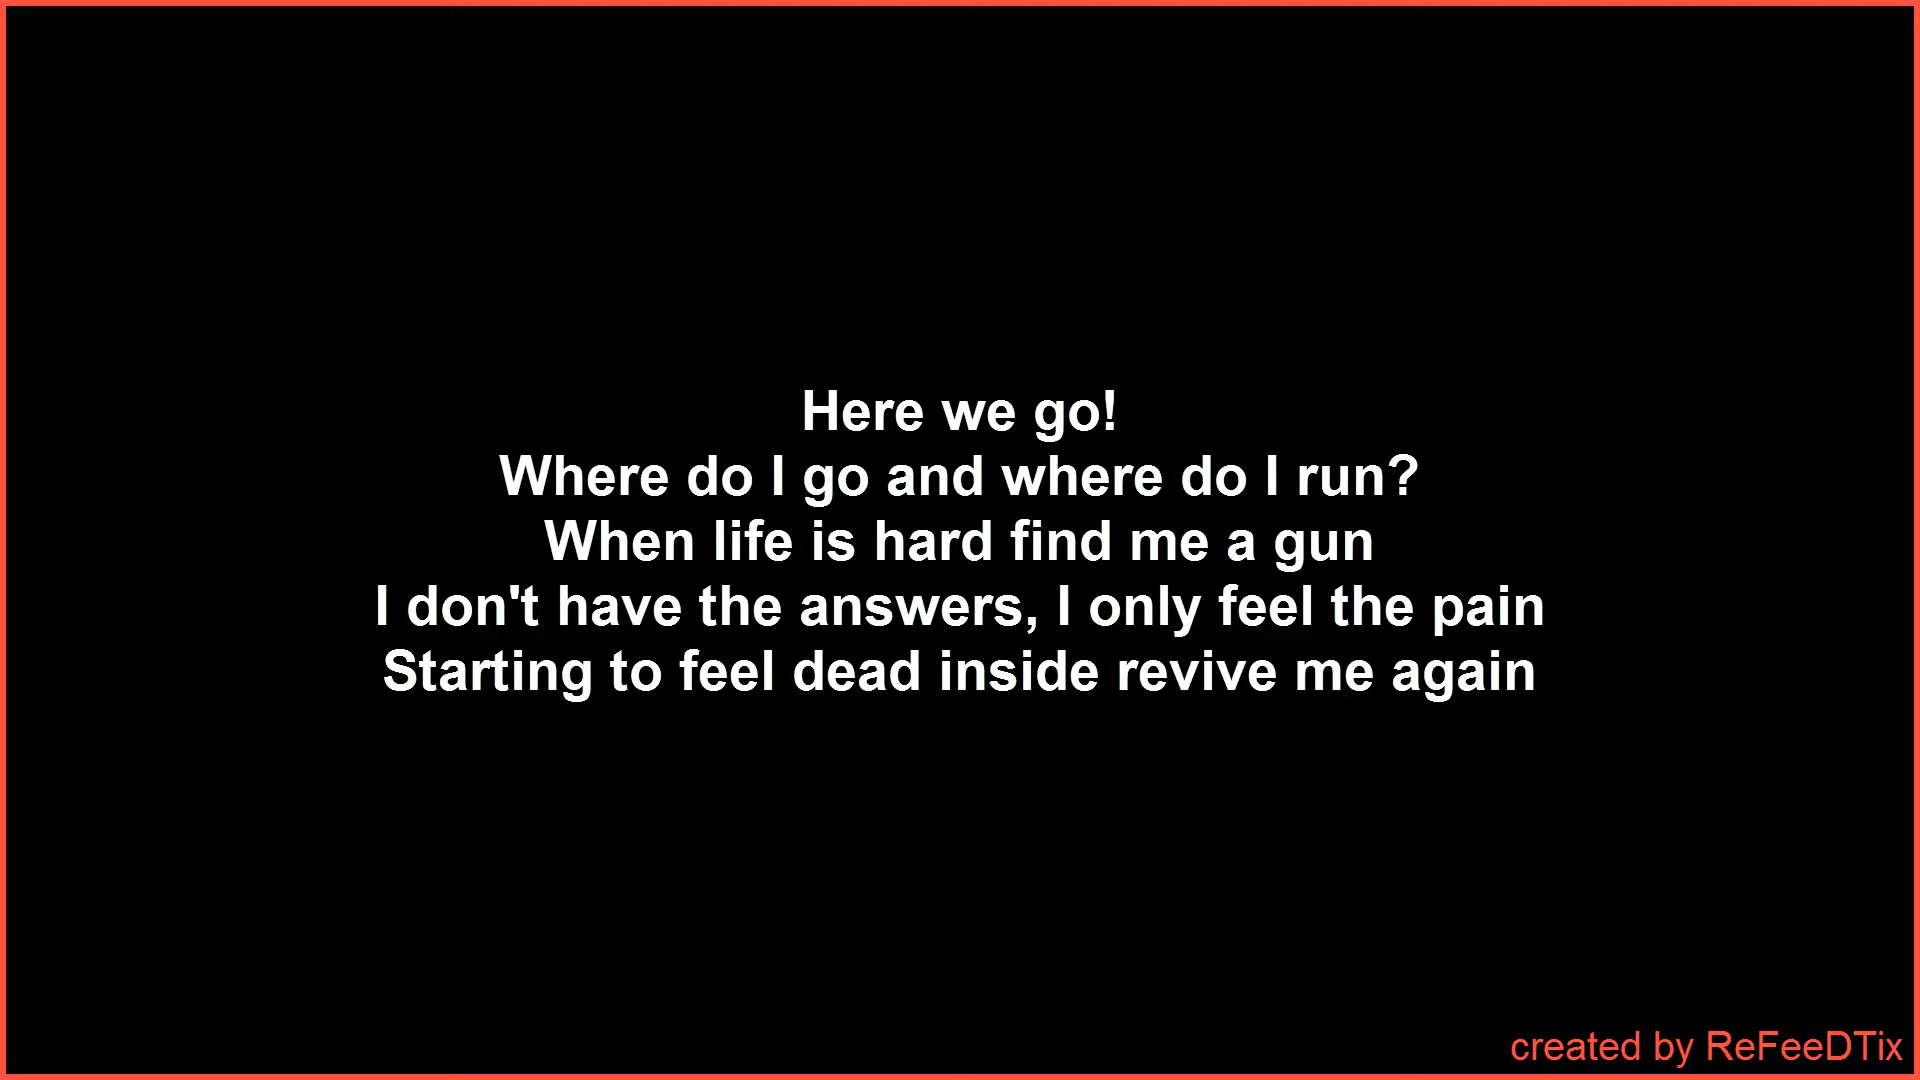 Here we go!
Where do I go and where do I run?
When life is hard find me a gun
I don't have the answers, I only feel the pain
Starting to feel dead inside revive me again
created by ReFeeDTix